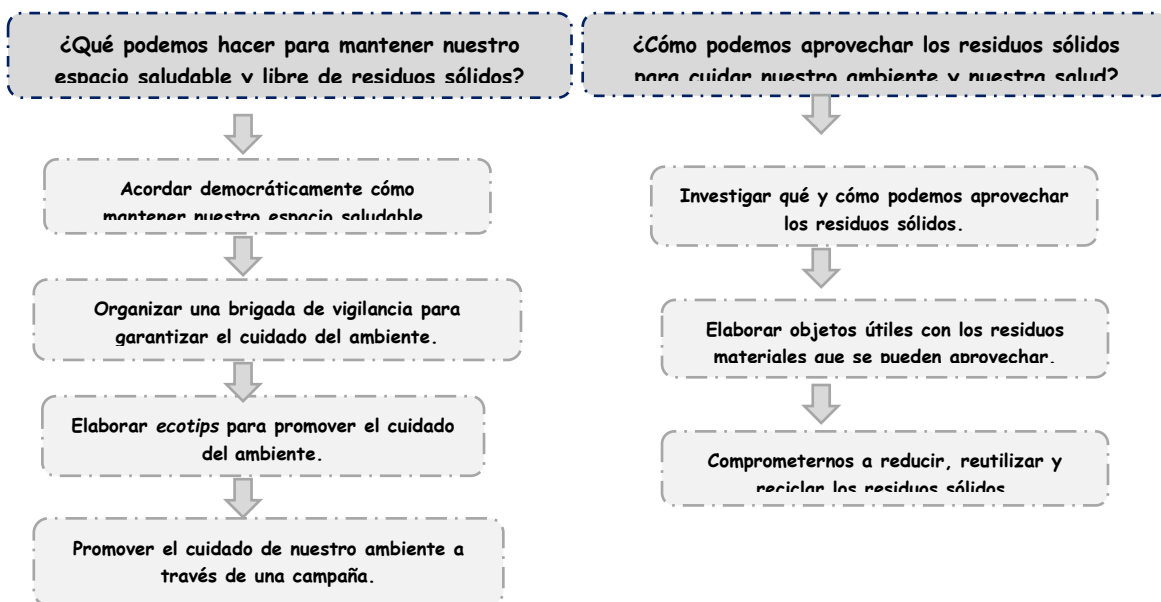 ¿Qué podemos hacer para mantener nuestro
espacio saludable y libre de residuos sólidos?
Acordar democráticamente cómo
mantener nuestro espacio saludable
Organizar una brigada de vigilancia para
garantizar el cuidado del ambiente.
Elaborar ecotips para promover el cuidado
del ambiente.
Promover el cuidado de nuestro ambiente a
través de una campaña.
¿Cómo podemos aprovechar los residuos sólidos
para cuidar nuestro ambiente y nuestra salud?
Investigar qué y cómo podemos aprovechar
los residuos sólidos.
Elaborar objetos útiles con los residuos
materiales que se pueden aprovechar.
Comprometernos a reducir, reutilizar y
reciclar los residuos sólidos